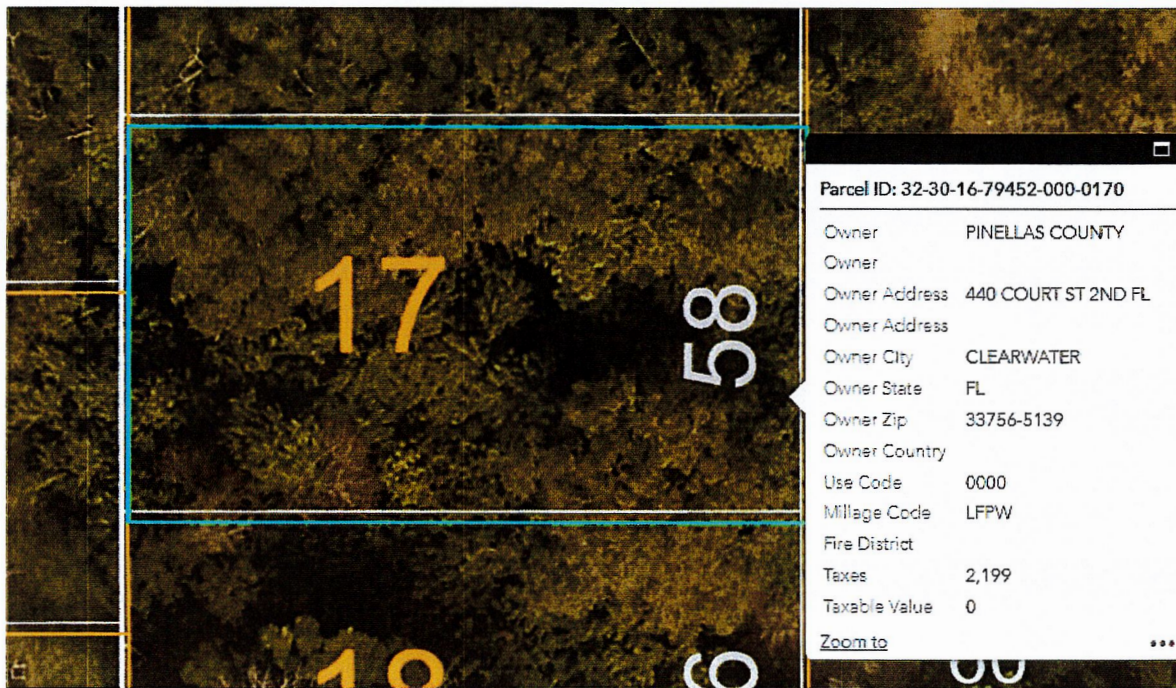 17
58
Parcel ID: 32-30-16-79452-000-0170
Owner PINELLAS COUNTY
Owner
Owner Address 440 COURT ST 2ND FL
Owner Address
Owner City CLEARWATER
Owner State FL
Owner Zip 33756-5139
Owner Country
Use Code 0000
Millage Code LFPW
Fire District
Taxes 2,199
Taxable Value 0
Zoom to
18